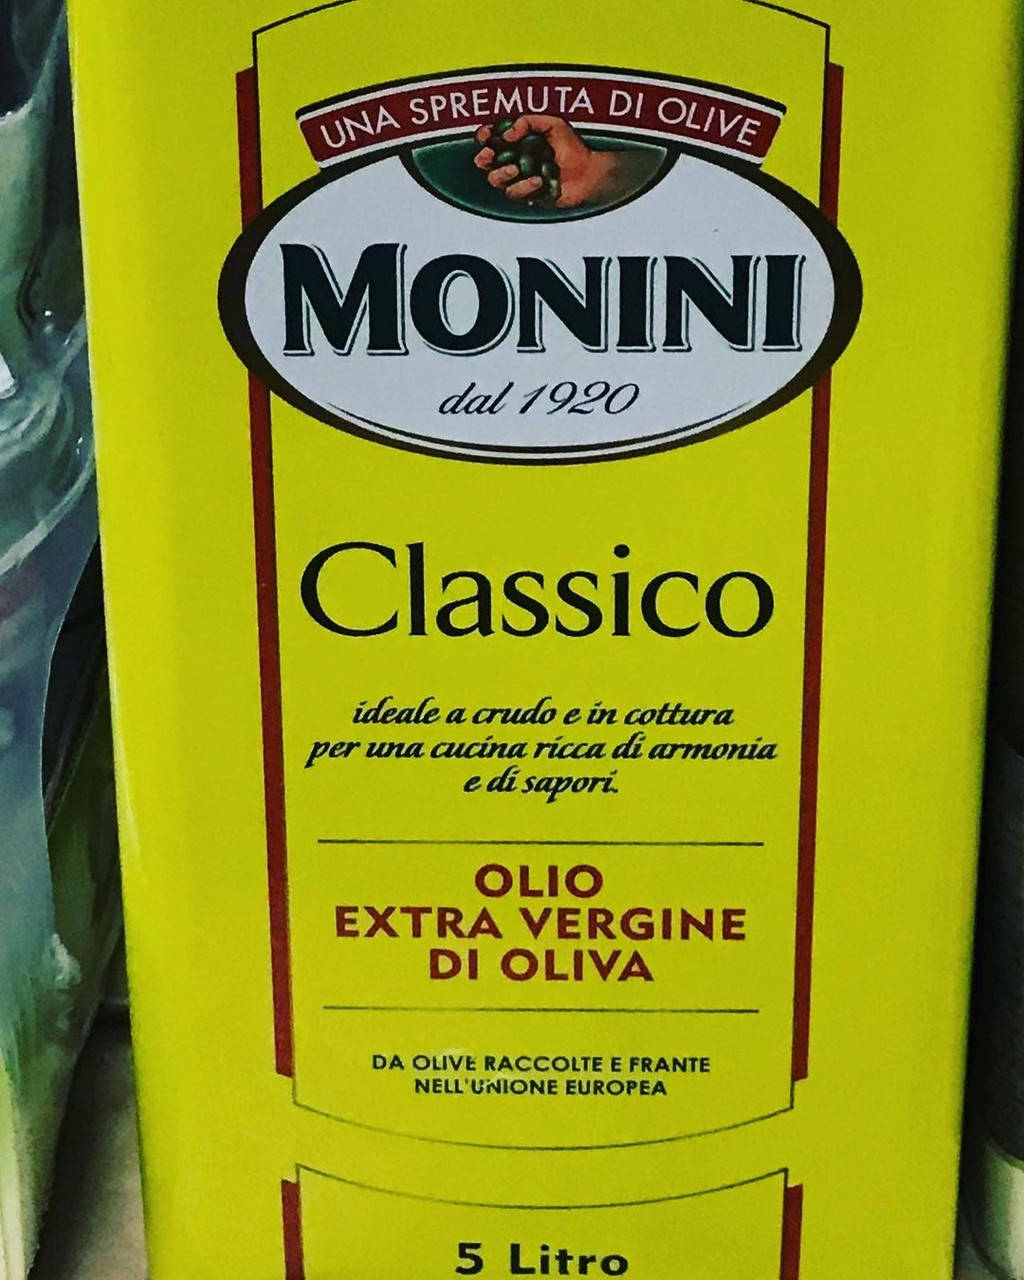 UNA SPREMUTA DI OLIVE
MONINI
dal 1920
Classico
ideale a crudo e in cottura
per una cucina ricca di armonia
e di sapori.
OLIO
EXTRA VERGINE
DI OLIVA
DA OLIVE RACCOLTE E FRANTE
NELL'UNIONE EUROPEA
5 Litro